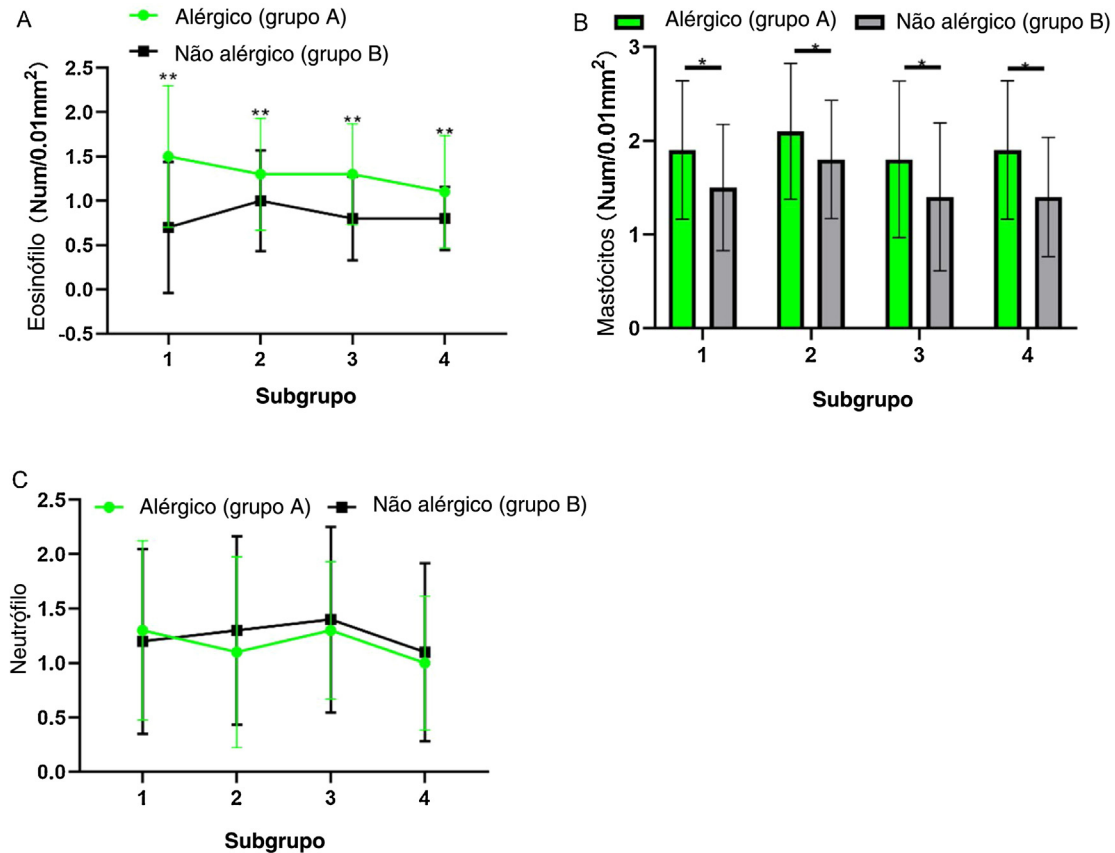 A
Alérgico (grupo A)
Não alérgico (grupo B)
Eosinófilo (Num/0.01mm²)
2.5
2.0
1.5
1.0
0.5
0.0
-0.5
**
**
**
**
1 2 3 4
Subgrupo
B
Alérgico (grupo A) Não alérgico (grupo B)
Mastócitos (Num/0.01mm²)
3
2
1
0
*
*
*
*
1 2 3 4
Subgrupo
C
Alérgico (grupo A) Não alérgico (grupo B)
Neutrófilo
2.5
2.0
1.5
1.0
0.5
0.0
1 2 3 4
Subgrupo